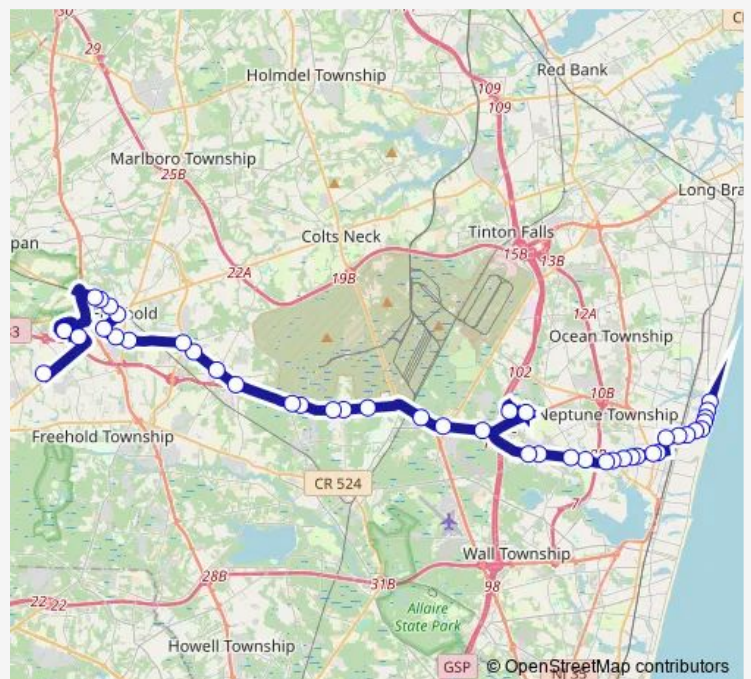 30
29
109
109
Holmdel Township
Red Bank
Marlboro Township
25B
Long Bra
Colts Neck
Tinton Falls
pan
15B
13B
22A
19B
12A
Ocean Township
102
10B
Neptune Township
Freehold Township
CR 524
7
Wall Township
28B
31B
98
22 22
Allaire
State Park
Howell Township
GSP
© OpenStreetMap contributors